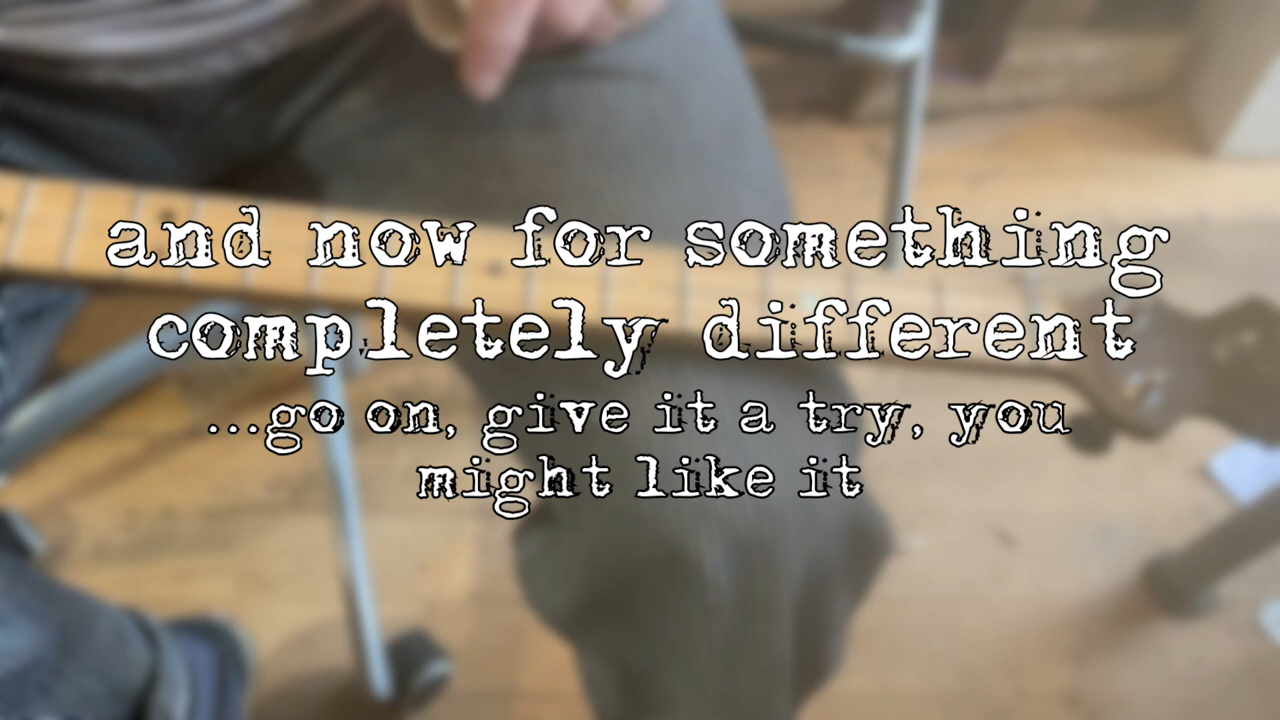 and now for something
completely different
...go on, give it a try, you
might like it